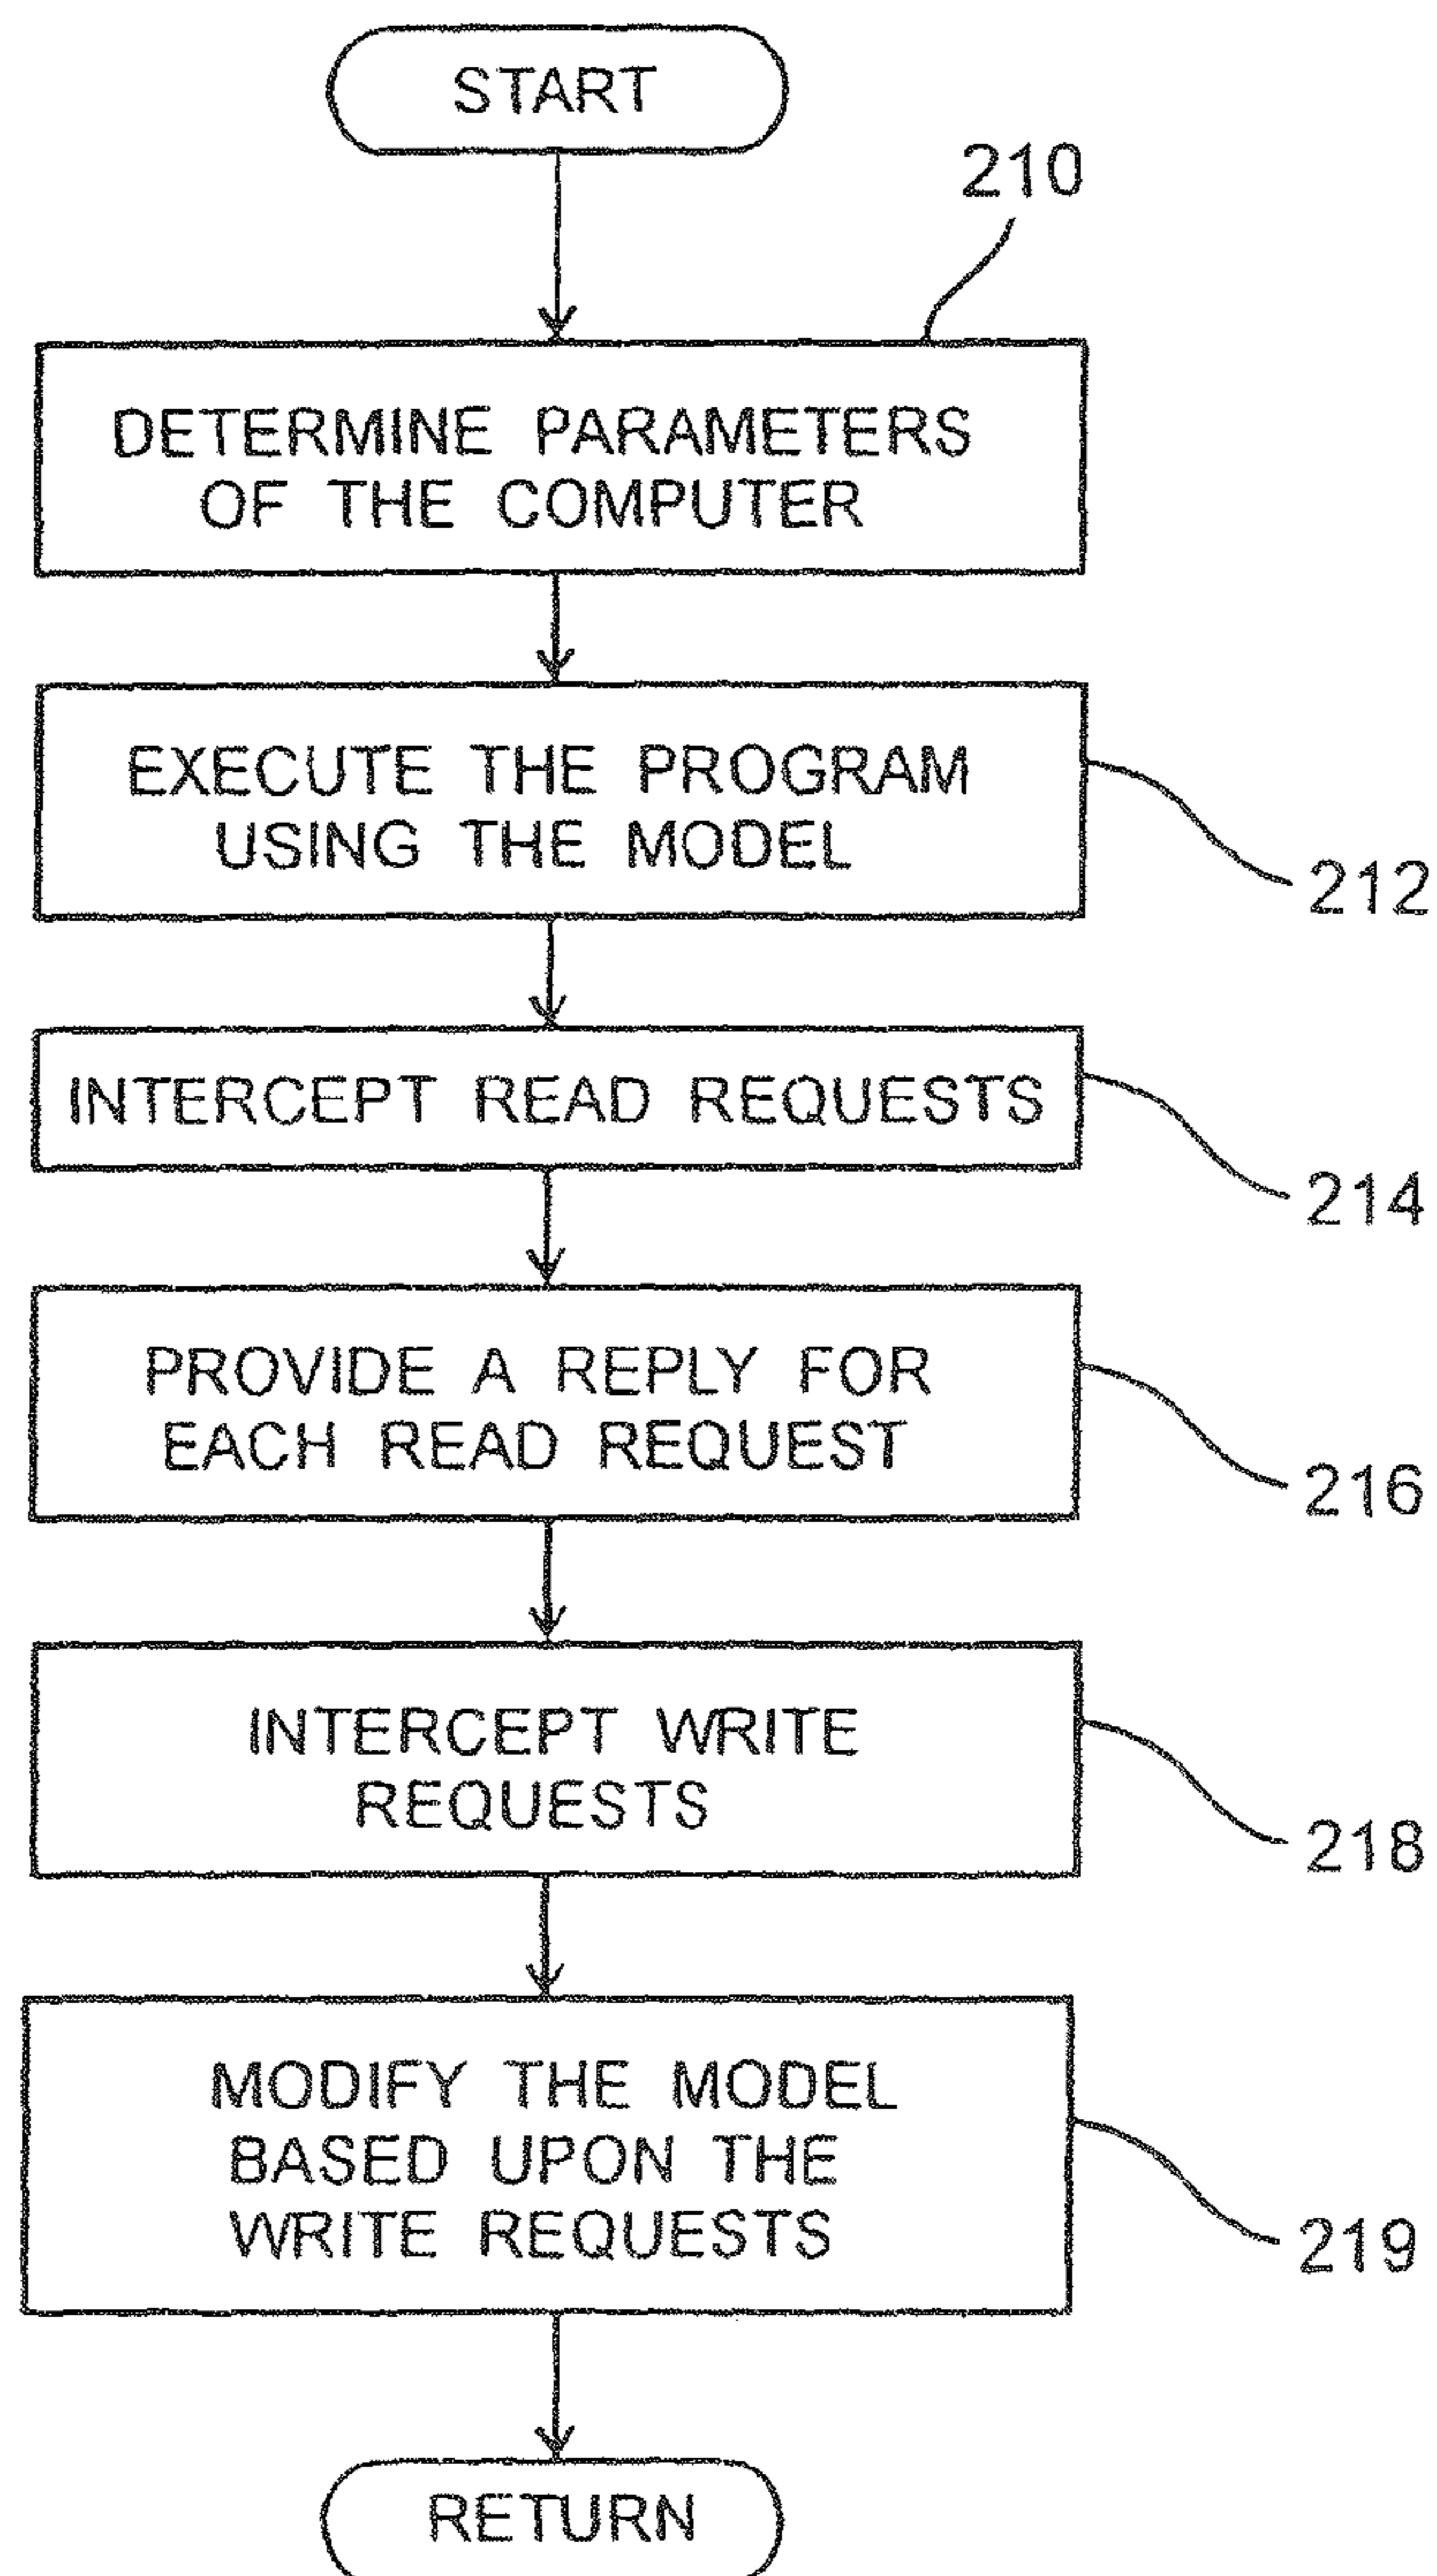 START
210
DETERMINE PARAMETERS
OF THE COMPUTER
EXECUTE THE PROGRAM
USING THE MODEL
212
INTERCEPT READ REQUESTS
214
PROVIDE A REPLY FOR
EACH READ REQUEST
216
INTERCEPT WRITE
REQUESTS
218
MODIFY THE MODEL
BASED UPON THE
WRITE REQUESTS
219
RETURN